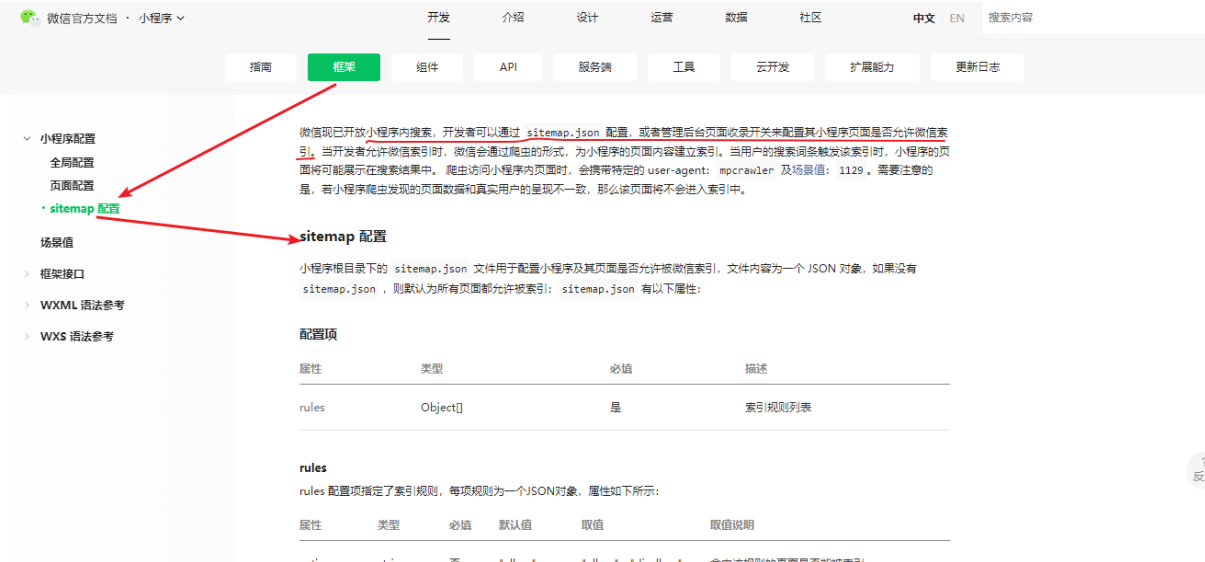 微信官方文档 · 小程序
开发 介绍 设计 运营 数据 社区 中文 EN 搜索内容
指南 框架 组件 API 服务端 工具 云开发 扩展能力 更新日志
小程序配置
全局配置
页面配置
· sitemap 配置
场景值
框架接口
WXML 语法参考
WXS 语法参考
微信现已开放小程序内搜索，开发者可以通过 sitemap.json 配置，或者管理后台页面收录开关来配置其小程序页面是否允许微信索
引。当开发者允许微信索引时，微信会通过爬虫的形式，为小程序的页面内容建立索引。当用户的搜索词条触发该索引时，小程序的页
面将可能展示在搜索结果中。 爬虫访问小程序内页面时，会携带特定的 user-agent：mpcrawler 及场景值：1129 。需要注意的
是，若小程序爬虫发现的页面数据和真实用户的呈现不一致，那么该页面将不会进入索引中。
sitemap 配置
小程序根目录下的 sitemap.json 文件用于配置小程序及其页面是否允许被微信索引，文件内容为一个 JSON 对象，如果没有
sitemap.json ，则默认为所有页面都允许被索引；sitemap.json 有以下属性：
配置项
属性 类型 必填 描述
rules Object[] 是 索引规则列表
rules
rules 配置项指定了索引规则，每项规则为一个JSON对象，属性如下所示：
属性 类型 必填 默认值 取值 取值说明